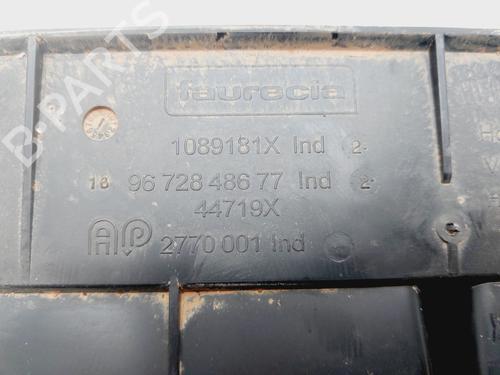 B-PARTS
faurecia
1089181X Ind 2
18 96 728 486 77 Ind 2
44719X
AP 2770 001 Ind